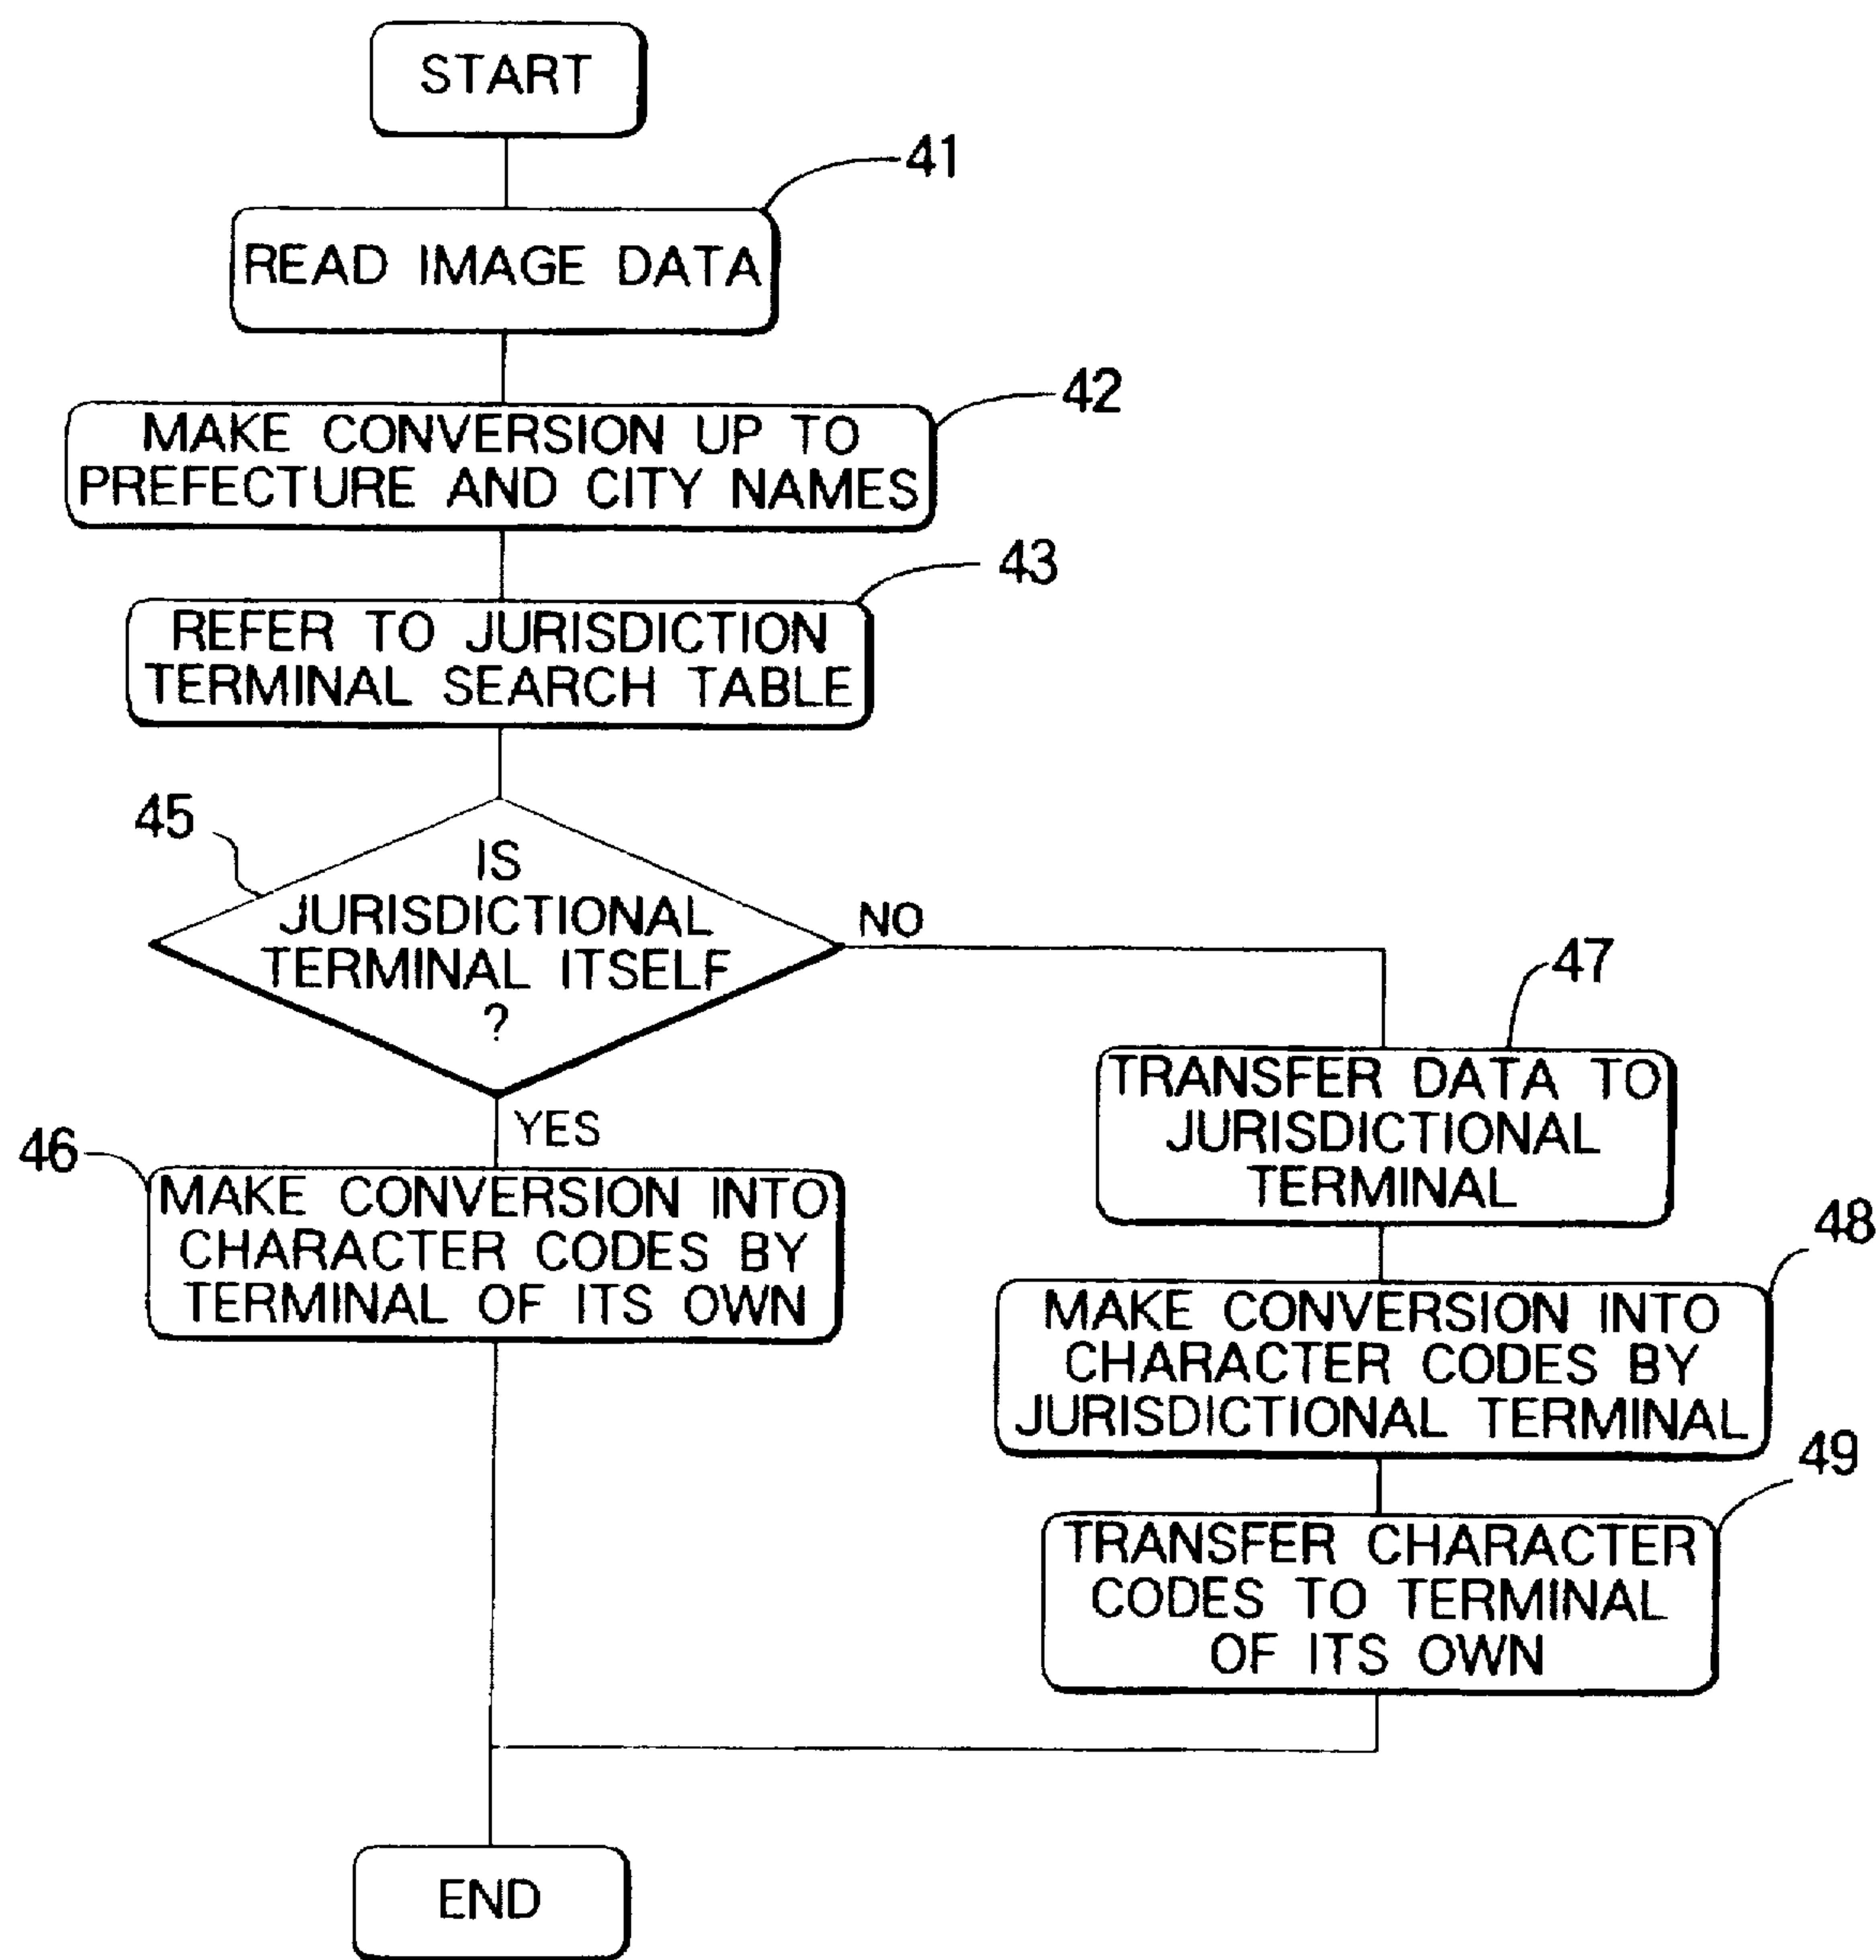 START
41
READ IMAGE DATA
42
MAKE CONVERSION UP TO
PREFECTURE AND CITY NAMES
43
REFER TO JURISDICTION
TERMINAL SEARCH TABLE
45
IS
JURISDICTIONAL
TERMINAL ITSELF
?
NO
YES
46
MAKE CONVERSION INTO
CHARACTER CODES BY
TERMINAL OF ITS OWN
47
TRANSFER DATA TO
JURISDICTIONAL
TERMINAL
48
MAKE CONVERSION INTO
CHARACTER CODES BY
JURISDICTIONAL TERMINAL
49
TRANSFER CHARACTER
CODES TO TERMINAL
OF ITS OWN
END